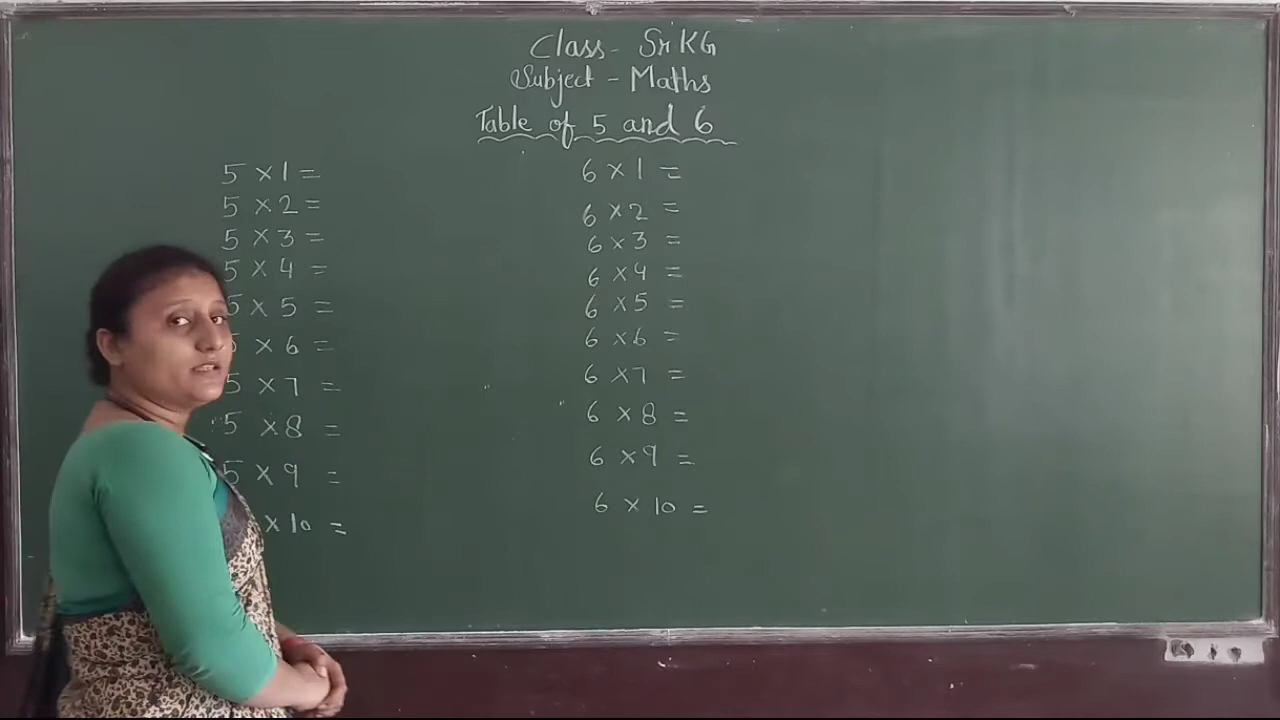 Class - Sr KG
Subject - Maths
Table of 5 and 6
5 × 1 =
5 × 2 =
5 × 3 =
5 × 4 =
5 × 5 =
5 × 6 =
5 × 7 =
5 × 8 =
5 × 9 =
× 10 =
6 × 1 =
6 × 2 =
6 × 3 =
6 × 4 =
6 × 5 =
6 × 6 =
6 × 7 =
6 × 8 =
6 × 9 =
6 × 10 =